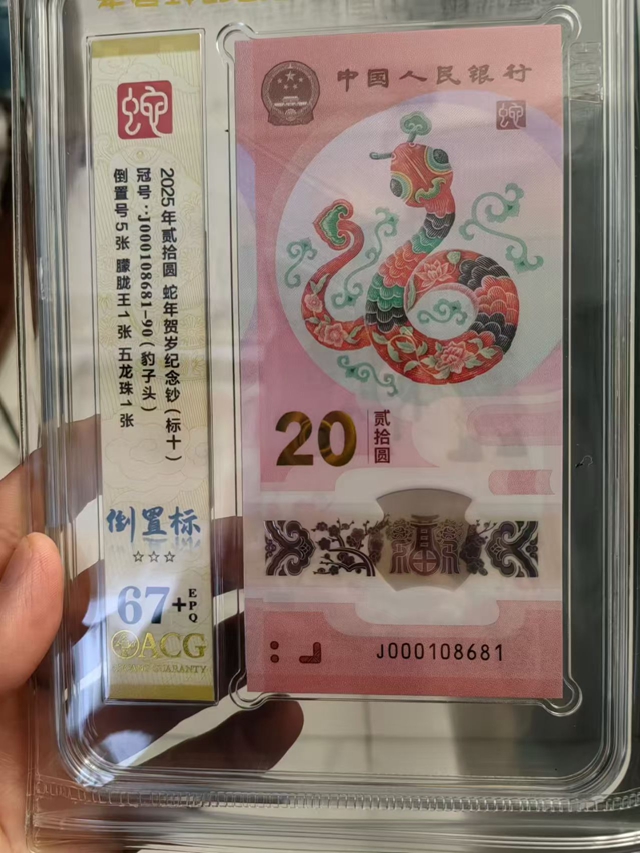 蛇
2025年贰拾圆 蛇年贺岁纪念钞（标十）
冠号：J000108681-90（豹子头）
倒置号5张 朦胧王1张 五龙珠1张
倒置标
☆☆☆
67+EPQ
ACG
GUARANTY
中国人民银行
蛇
20 贰拾圆
福
J000108681